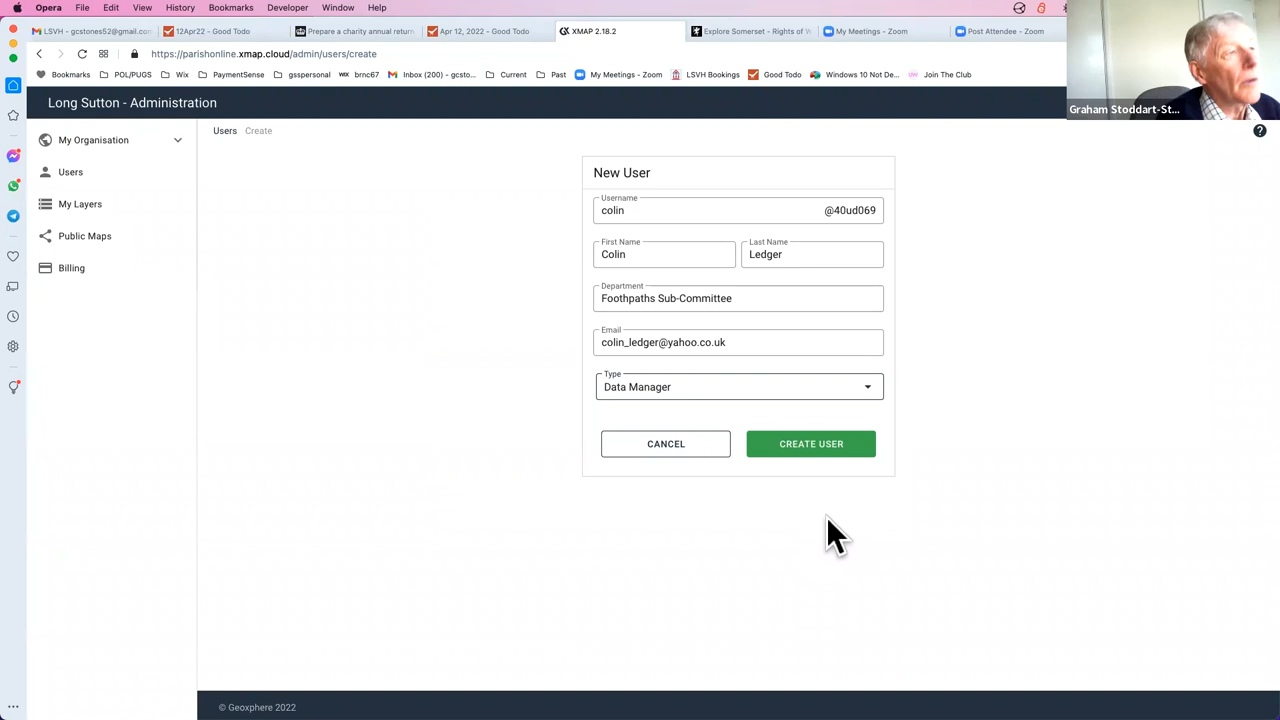 Opera File Edit View History Bookmarks Developer Window Help
LSVH - gcstones52@gmail.con
12Apr22 - Good Todo
Prepare a charity annual return
Apr 12, 2022 - Good Todo
XMAP 2.18.2
Explore Somerset - Rights of W
My Meetings - Zoom
Post Attendee - Zoom
https://parishonline.xmap.cloud/admin/users/create
Bookmarks POL/PUGS Wix PaymentSense gsspersonal WIX brnc67 Inbox (200) - gcsto... Current Past My Meetings - Zoom LSVH Bookings Good Todo Windows 10 Not De... Join The Club
Graham Stoddart-St...
Long Sutton - Administration
My Organisation
Users
My Layers
Public Maps
Billing
Users Create
New User
Username
colin @40ud069
First Name Last Name
Colin Ledger
Department
Foothpaths Sub-Committee
Email
colin_ledger@yahoo.co.uk
Type
Data Manager
CANCEL CREATE USER
© Geoxphere 2022